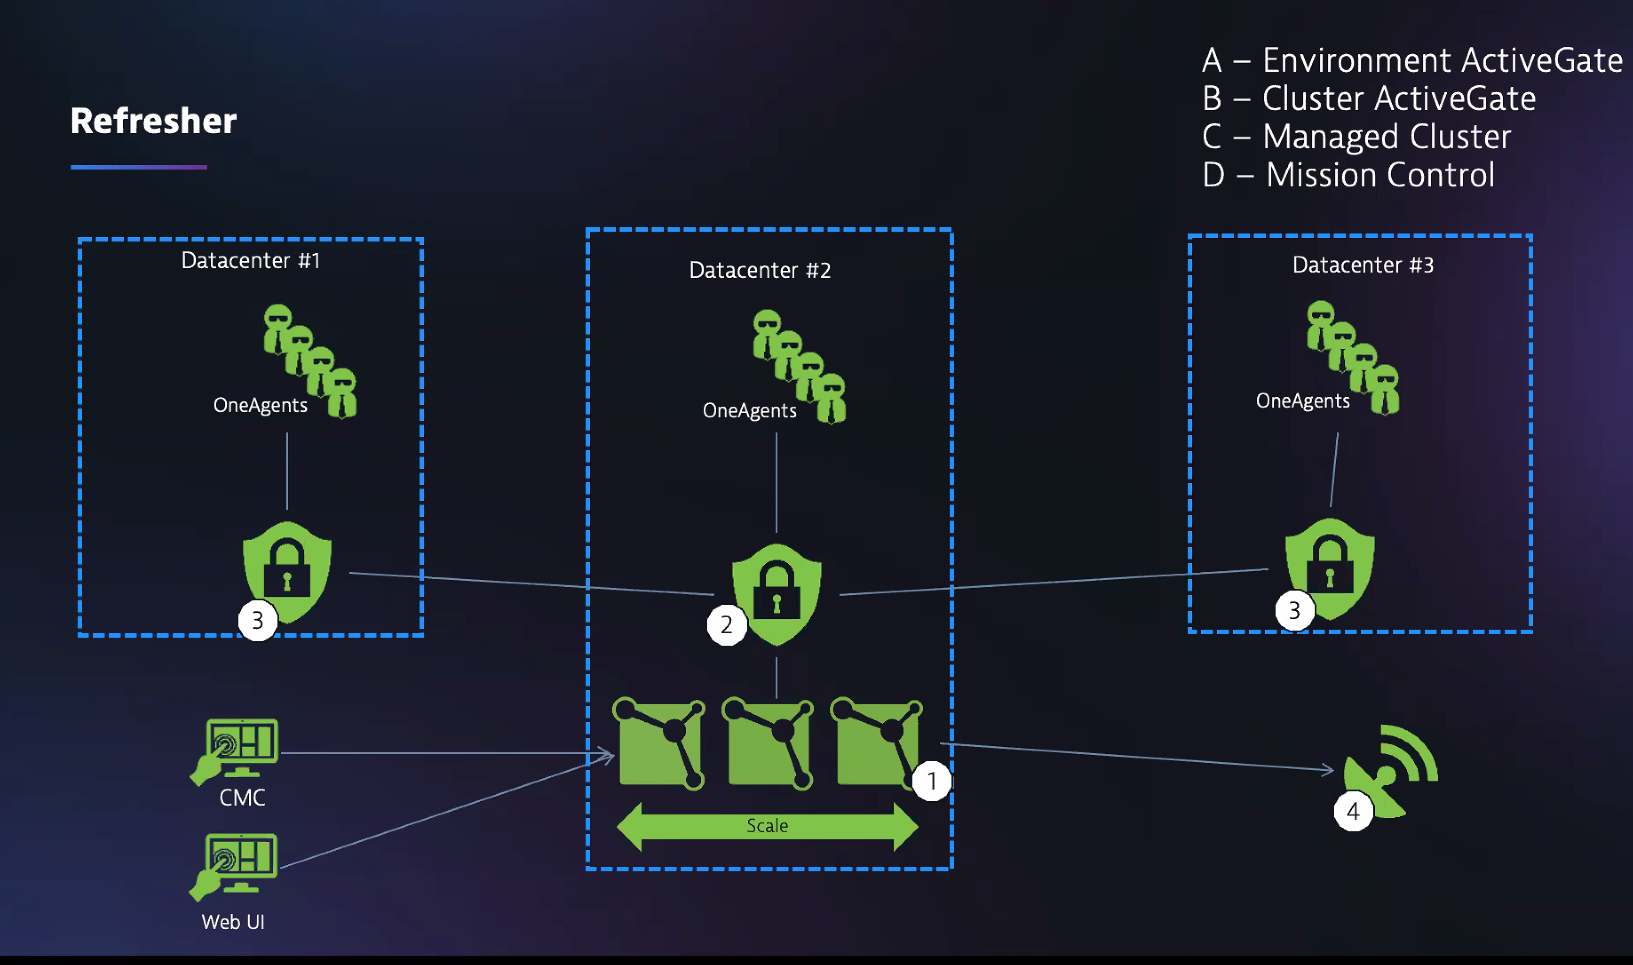 A – Environment ActiveGate
B – Cluster ActiveGate
C – Managed Cluster
D – Mission Control
Refresher
Datacenter #1
OneAgents
3
Datacenter #2
OneAgents
2
1
Scale
Datacenter #3
OneAgents
3
CMC
Web UI
4